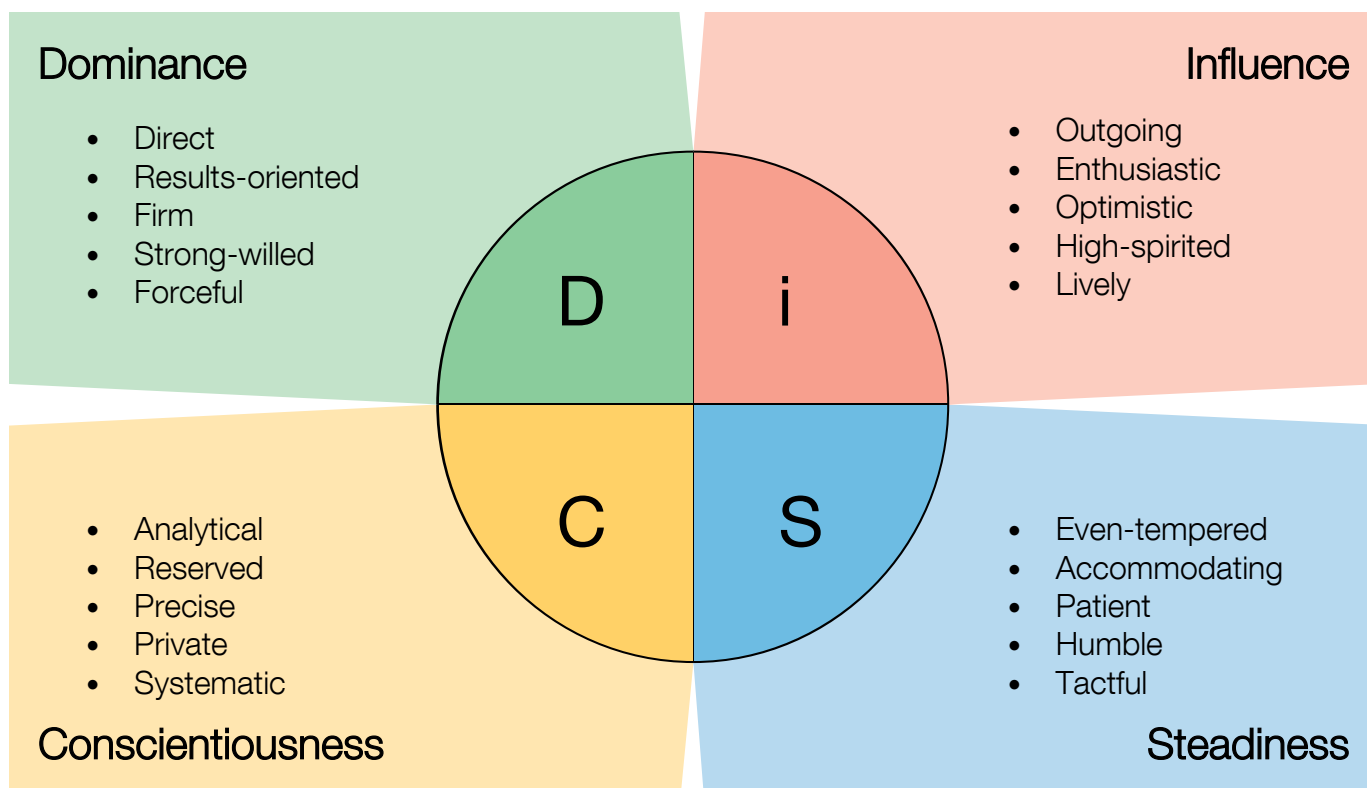 Dominance
• Direct
• Results-oriented
• Firm
• Strong-willed
• Forceful
Influence
• Outgoing
• Enthusiastic
• Optimistic
• High-spirited
• Lively
D
i
C
S
• Analytical
• Reserved
• Precise
• Private
• Systematic
Conscientiousness
• Even-tempered
• Accommodating
• Patient
• Humble
• Tactful
Steadiness